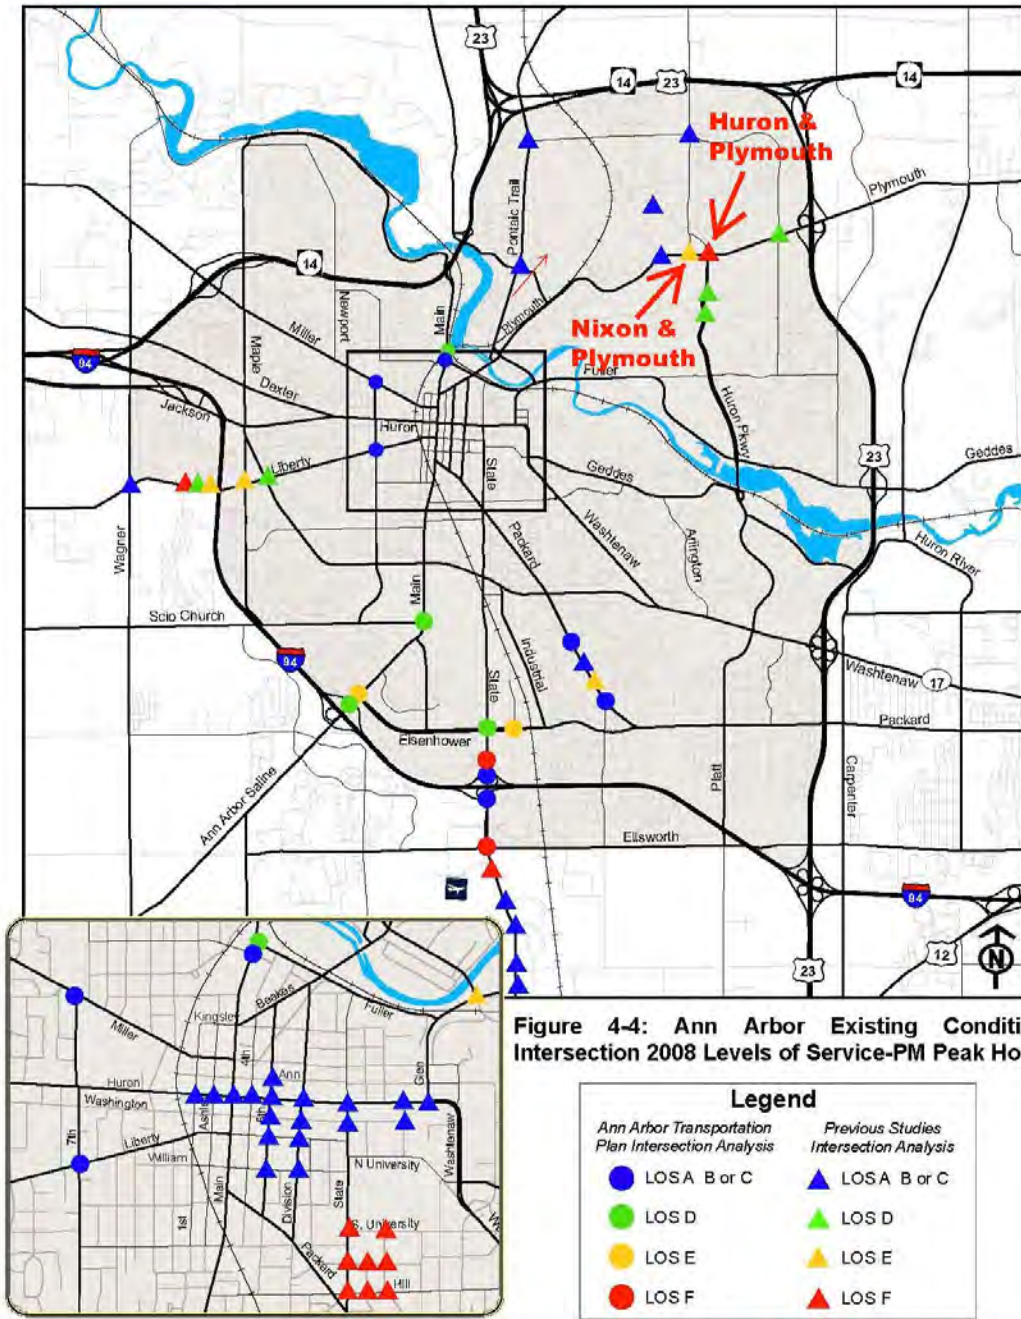 23
14
23
14
Huron &
Plymouth
Plymouth
Pontaic Trail
14
Newport
Main
Plymouth
Nixon &
Plymouth
Miller
Maple
94
Dexter
Fuller
Jackson
Huron
Huron Pkwy
Liberty
State
23
Geddes
Geddes
Packard
Washtenaw
Arlington
Huron River
Wagner
Main
Scio Church
94
Industrial
State
Washtenaw
17
Eisenhower
Packard
Ann Arbor Saline
Platt
Carpenter
Ellsworth
94
23
12
N
Beakes
Fuller
Kingsley
Miller
4th
Ann
Glen
Huron
Washington
Ashley
5th
7th
Liberty
William
N University
Washtenaw
1st
Main
Division
State
S. University
Packard
Hill
Figure 4-4: Ann Arbor Existing Conditi
Intersection 2008 Levels of Service-PM Peak Ho
Legend
Ann Arbor Transportation
Plan Intersection Analysis
Previous Studies
Intersection Analysis
LOS A B or C
LOS A B or C
LOS D
LOS D
LOS E
LOS E
LOS F
LOS F